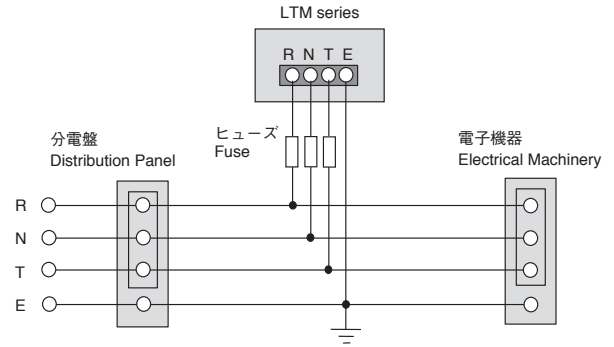 LTM series
R N T E
ヒューズ
Fuse
分電盤
Distribution Panel
電子機器
Electrical Machinery
R
N
T
E